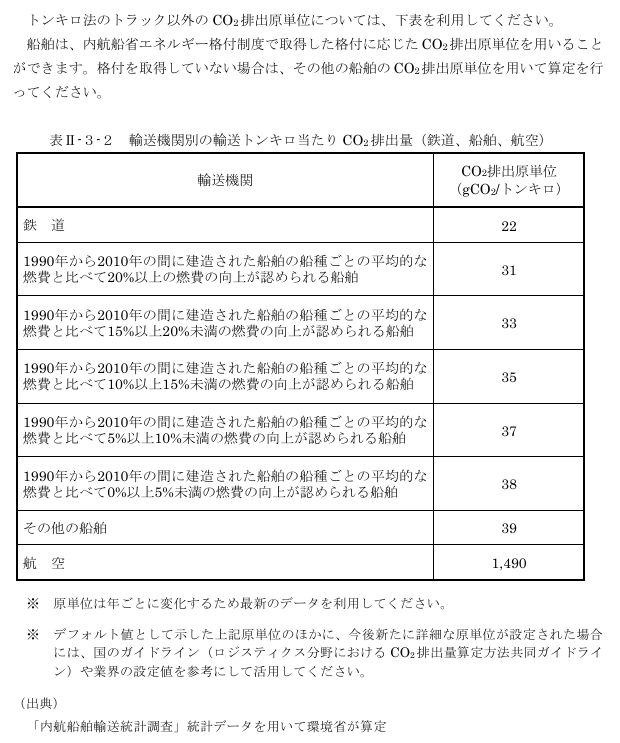 トンキロ法のトラック以外の CO₂ 排出原単位については、下表を利用してください。
船舶は、内航船省エネルギー格付制度で取得した格付に応じた CO₂ 排出原単位を用いること
ができます。格付を取得していない場合は、その他の船舶の CO₂ 排出原単位を用いて算定を行
ってください。
表Ⅱ-３-２　輸送機関別の輸送トンキロ当たり CO₂ 排出量（鉄道、船舶、航空）
輸送機関
CO₂排出原単位
（gCO₂/トンキロ）
鉄　道
22
1990年から2010年の間に建造された船舶の船種ごとの平均的な
燃費と比べて20%以上の燃費の向上が認められる船舶
31
1990年から2010年の間に建造された船舶の船種ごとの平均的な
燃費と比べて15%以上20%未満の燃費の向上が認められる船舶
33
1990年から2010年の間に建造された船舶の船種ごとの平均的な
燃費と比べて10%以上15%未満の燃費の向上が認められる船舶
35
1990年から2010年の間に建造された船舶の船種ごとの平均的な
燃費と比べて5%以上10%未満の燃費の向上が認められる船舶
37
1990年から2010年の間に建造された船舶の船種ごとの平均的な
燃費と比べて0%以上5%未満の燃費の向上が認められる船舶
38
その他の船舶
39
航　空
1,490
※　原単位は年ごとに変化するため最新のデータを利用してください。
※　デフォルト値として示した上記原単位のほかに、今後新たに詳細な原単位が設定された場合
には、国のガイドライン（ロジスティクス分野における CO₂ 排出量算定方法共同ガイドライ
ン）や業界の設定値を参考にして活用してください。
（出典）
「内航船舶輸送統計調査」統計データを用いて環境省が算定